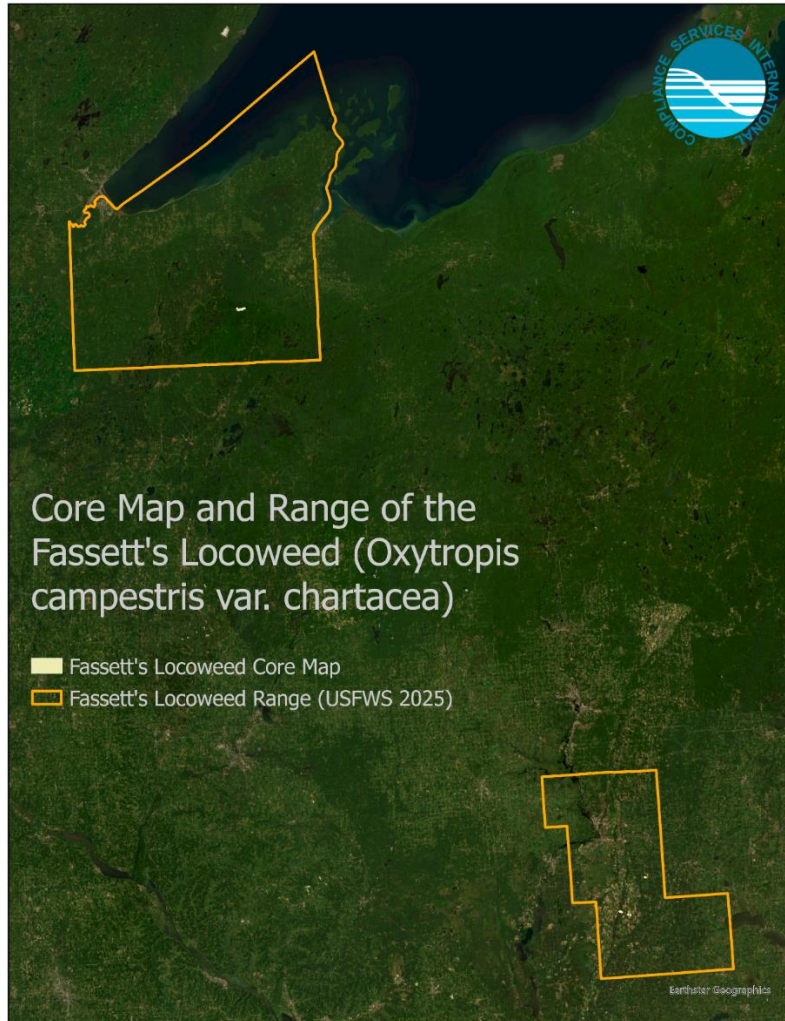 COMPLIANCE SERVICES INTERNATIONAL
Core Map and Range of the
Fassett's Locoweed (Oxytropis
campestris var. chartacea)
Fassett's Locoweed Core Map
Fassett's Locoweed Range (USFWS 2025)
Earthstar Geographics